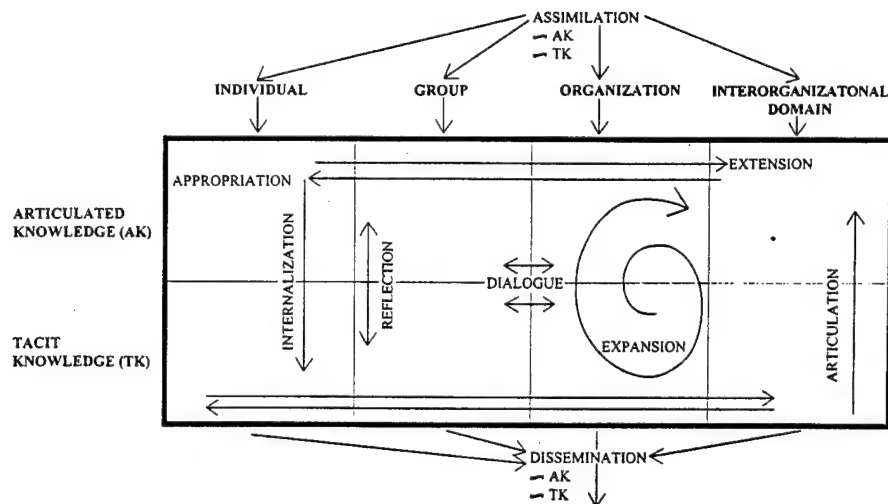 ASSIMILATION
– AK
– TK
INDIVIDUAL
GROUP
ORGANIZATION
INTERORGANIZATONAL
DOMAIN
EXTENSION
APPROPRIATION
ARTICULATED
KNOWLEDGE (AK)
INTERNALIZATION
REFLECTION
DIALOGUE
ARTICULATION
TACIT
KNOWLEDGE (TK)
EXPANSION
DISSEMINATION
– AK
– TK